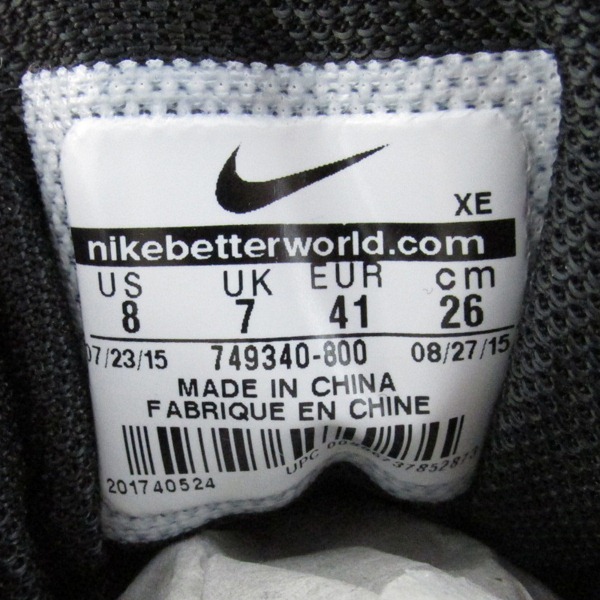 XE
nikebetterworld.com
US UK EUR cm
8 7 41 26
07/23/15 749340-800 08/27/15
MADE IN CHINA
FABRIQUE EN CHINE
UPC
201740524